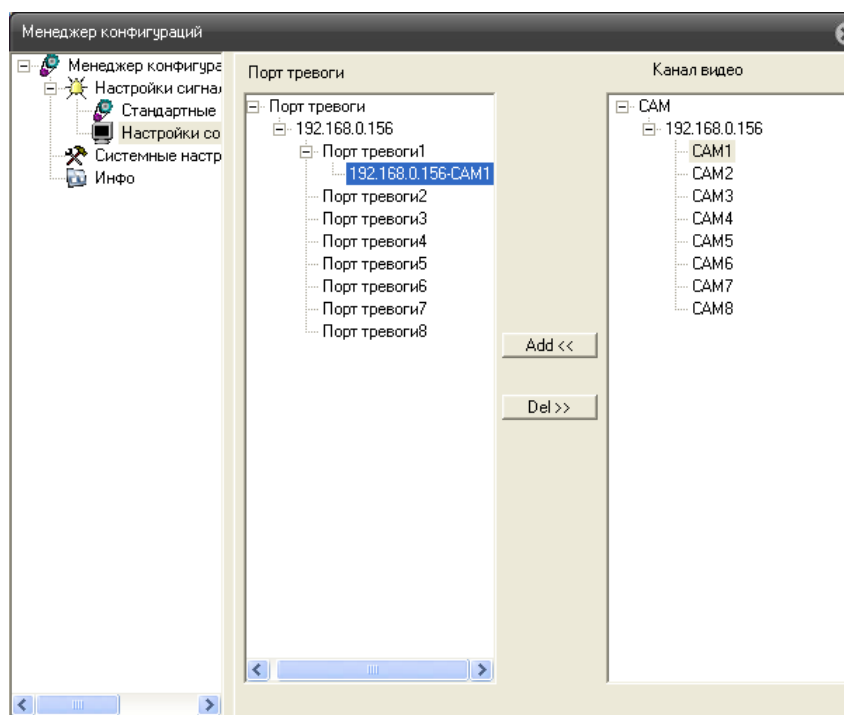 Менеджер конфигураций
Менеджер конфигура
Настройки сигнал
Стандартные
Настройки со
Системные настр
Инфо
Порт тревоги
Порт тревоги
192.168.0.156
Порт тревоги1
192.168.0.156-CAM1
Порт тревоги2
Порт тревоги3
Порт тревоги4
Порт тревоги5
Порт тревоги6
Порт тревоги7
Порт тревоги8
Add <<
Del >>
Канал видео
CAM
192.168.0.156
CAM1
CAM2
CAM3
CAM4
CAM5
CAM6
CAM7
CAM8